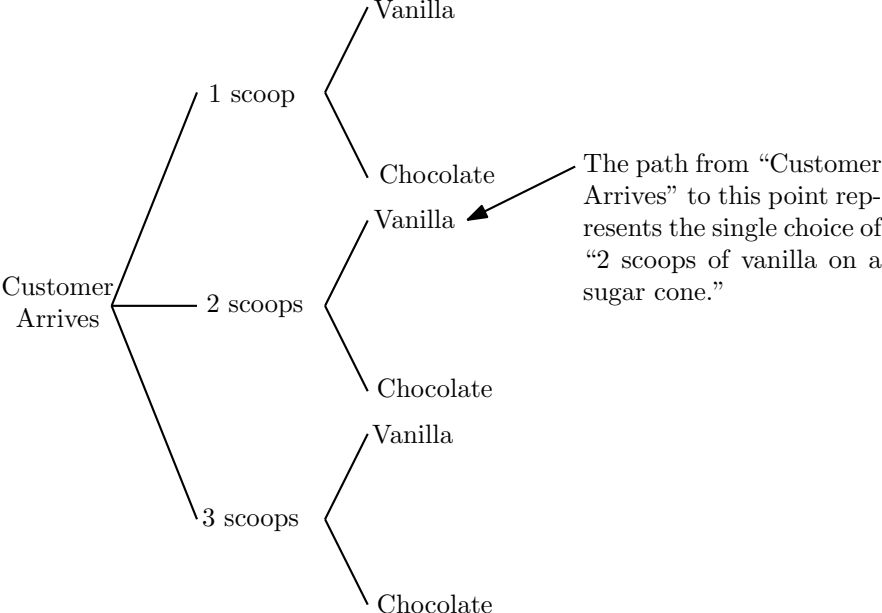 Vanilla
1 scoop
Chocolate
The path from “Customer
Arrives” to this point rep-
resents the single choice of
“2 scoops of vanilla on a
sugar cone.”
Vanilla
Customer
Arrives
2 scoops
Chocolate
Vanilla
3 scoops
Chocolate